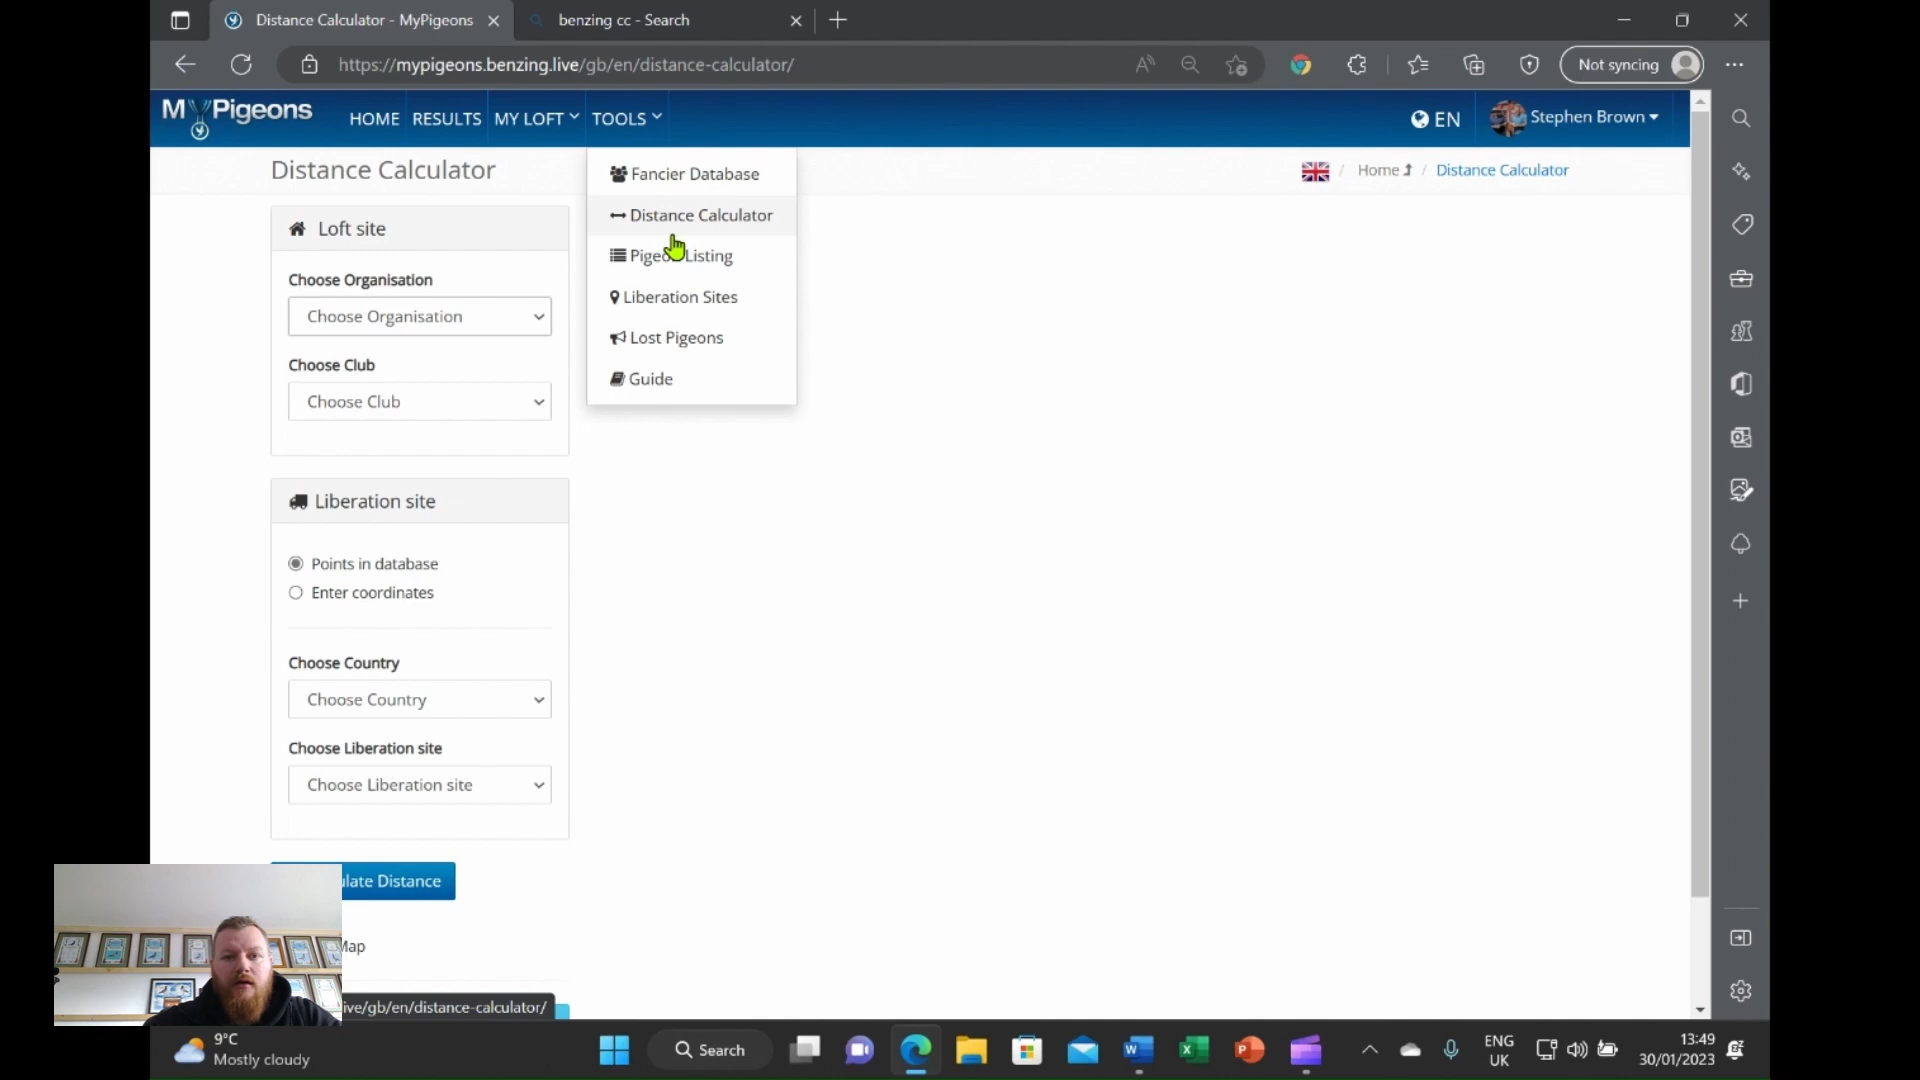 Distance Calculator - MyPigeons
benzing cc - Search
https://mypigeons.benzing.live/gb/en/distance-calculator/
Not syncing
MyPigeons
HOME RESULTS MY LOFT TOOLS
EN
Stephen Brown
Distance Calculator
Home / Distance Calculator
Fancier Database
Distance Calculator
Pigeon Listing
Liberation Sites
Lost Pigeons
Guide
Loft site
Choose Organisation
Choose Organisation
Choose Club
Choose Club
Liberation site
Points in database
Enter coordinates
Choose Country
Choose Country
Choose Liberation site
Choose Liberation site
ulate Distance
Map
ive/gb/en/distance-calculator/
9°C
Mostly cloudy
Search
ENG
UK
13:49
30/01/2023